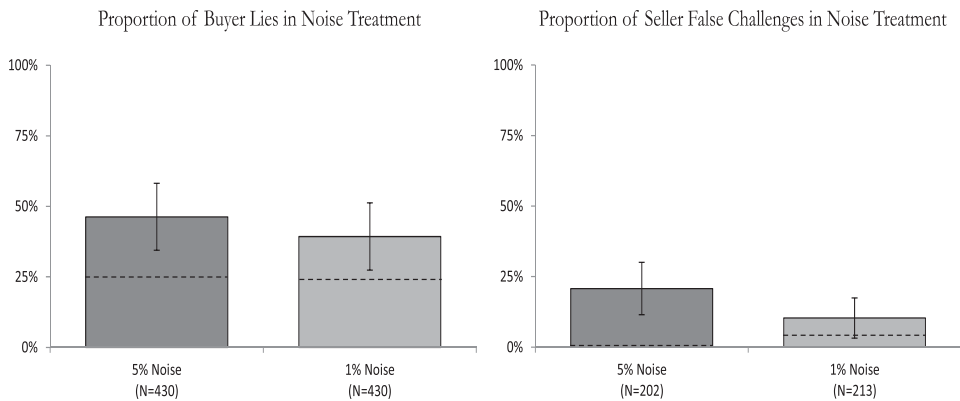 Proportion of Buyer Lies in Noise Treatment
100%
75%
50%
25%
0%
5% Noise
(N=430)
1% Noise
(N=430)
Proportion of Seller False Challenges in Noise Treatment
100%
75%
50%
25%
0%
5% Noise
(N=202)
1% Noise
(N=213)